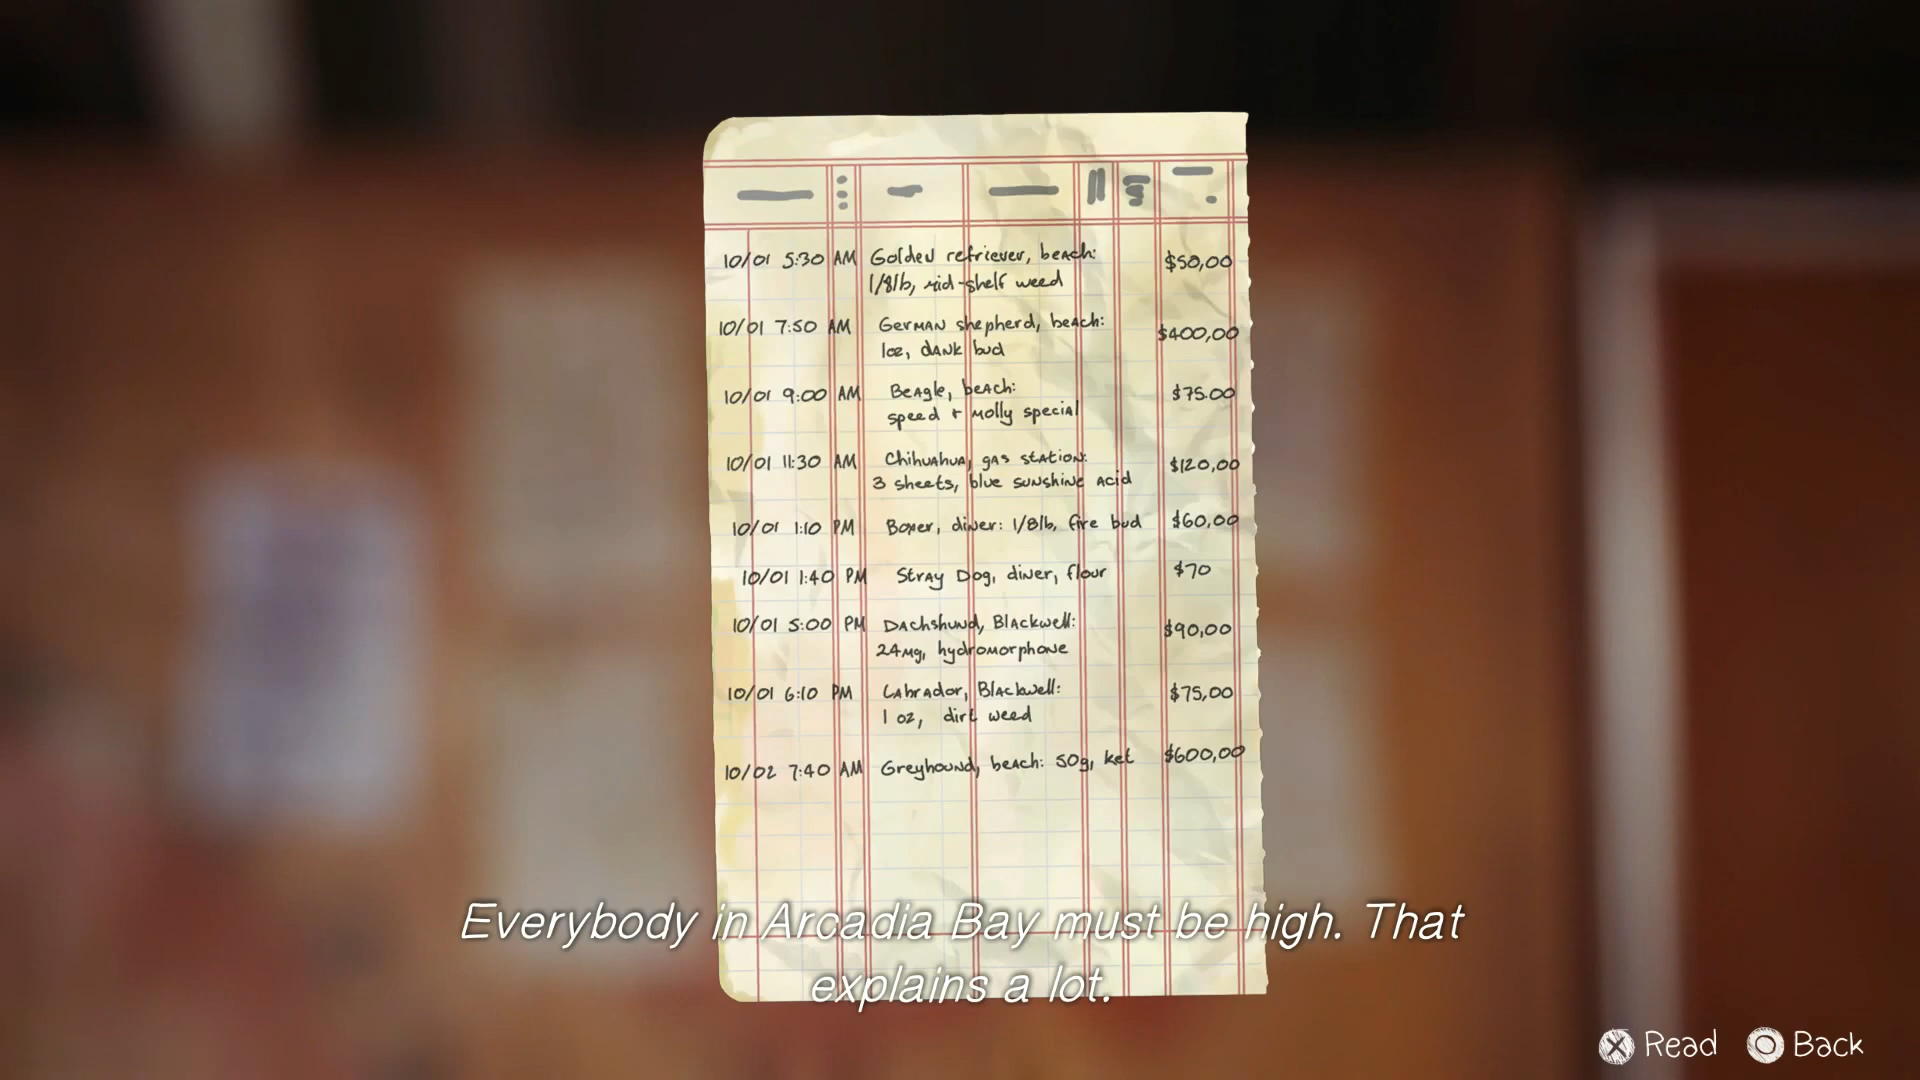 10/01 5:30 AM Golden retriever, beach: $50,00
1/8lb, mid-shelf weed
10/01 7:50 AM German shepherd, beach: $400,00
1oz, dank bud
10/01 9:00 AM Beagle, beach: $75.00
speed + Molly special
10/01 11:30 AM Chihuahua, gas station: $120,00
3 sheets, blue sunshine acid
10/01 1:10 PM Boxer, diner: 1/8lb, fire bud $60,00
10/01 1:40 PM Stray Dog, diner, flour $70
10/01 5:00 PM Dachshund, Blackwell: $90,00
24mg, hydromorphone
10/01 6:10 PM Labrador, Blackwell: $75,00
1 oz, dirt weed
10/02 7:40 AM Greyhound, beach: 50g, ket $600,00
Everybody in Arcadia Bay must be high. That
explains a lot.
Read Back